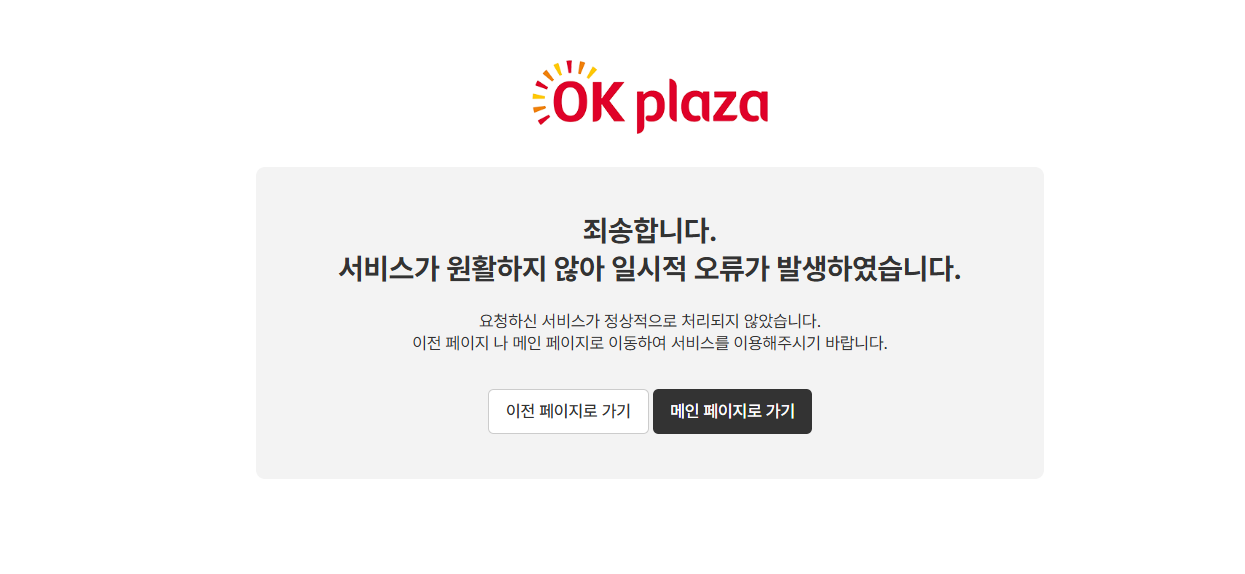 OK plaza
죄송합니다.
서비스가 원활하지 않아 일시적 오류가 발생하였습니다.
요청하신 서비스가 정상적으로 처리되지 않았습니다.
이전 페이지 나 메인 페이지로 이동하여 서비스를 이용해주시기 바랍니다.
이전 페이지로 가기 메인 페이지로 가기